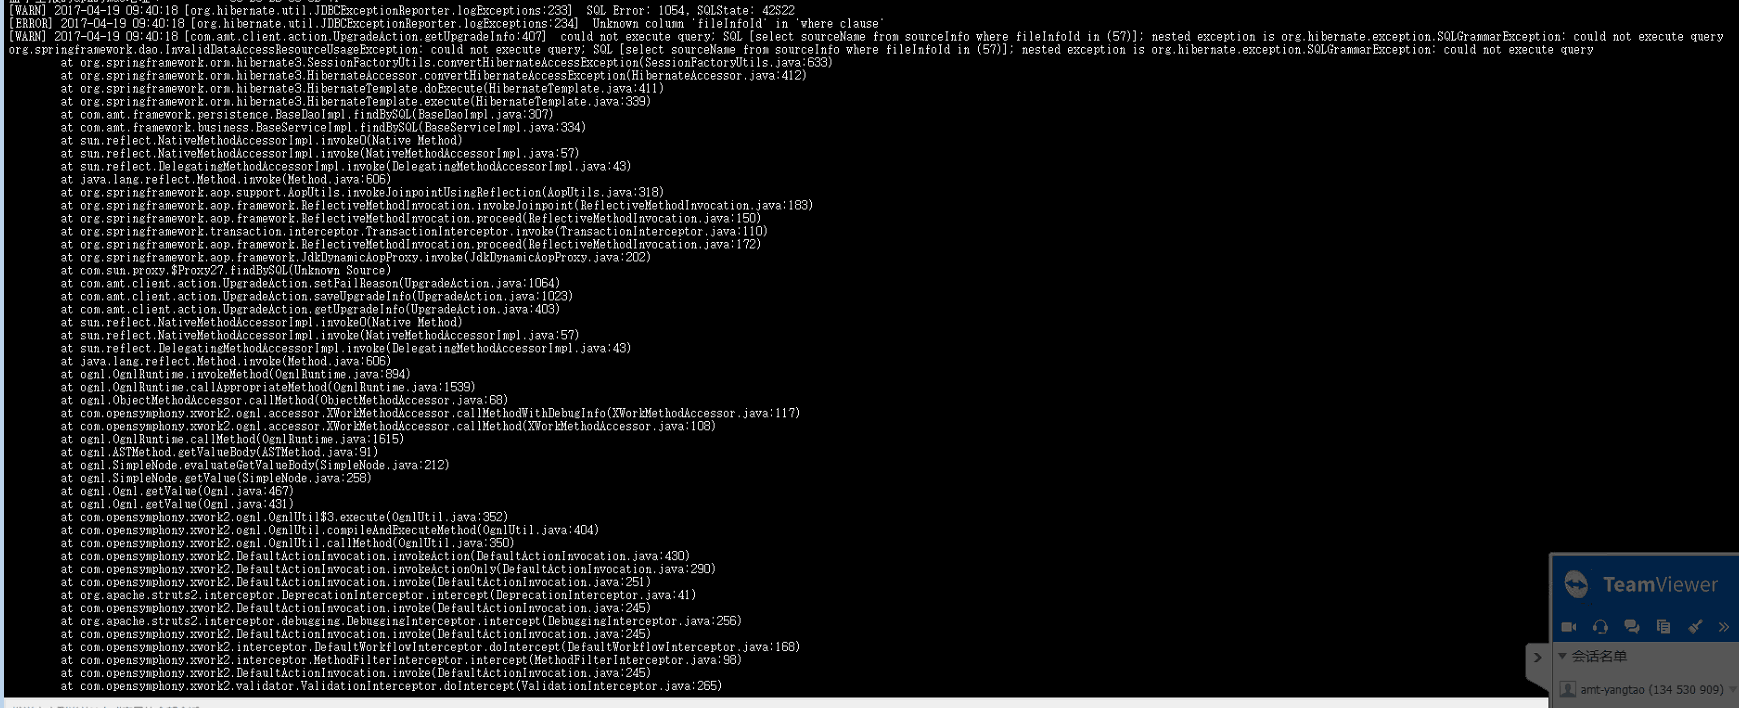 [WARN] 2017-04-19 09:40:18 [org.hibernate.util.JDBCExceptionReporter.logExceptions:233]  SQL Error: 1054, SQLState: 42S22
[ERROR] 2017-04-19 09:40:18 [org.hibernate.util.JDBCExceptionReporter.logExceptions:234]  Unknown column 'fileInfoId' in 'where clause'
[WARN] 2017-04-19 09:40:18 [com.amt.client.action.UpgradeAction.getUpgradeInfo:407]  could not execute query; SQL [select sourceName from sourceInfo where fileInfoId in (57)]; nested exception is org.hibernate.exception.SQLGrammarException: could not execute query
org.springframework.dao.InvalidDataAccessResourceUsageException: could not execute query; SQL [select sourceName from sourceInfo where fileInfoId in (57)]; nested exception is org.hibernate.exception.SQLGrammarException: could not execute query
at org.springframework.orm.hibernate3.SessionFactoryUtils.convertHibernateAccessException(SessionFactoryUtils.java:633)
at org.springframework.orm.hibernate3.HibernateAccessor.convertHibernateAccessException(HibernateAccessor.java:412)
at org.springframework.orm.hibernate3.HibernateTemplate.doExecute(HibernateTemplate.java:411)
at org.springframework.orm.hibernate3.HibernateTemplate.execute(HibernateTemplate.java:339)
at com.amt.framework.persistence.BaseDaoImpl.findBySQL(BaseDaoImpl.java:307)
at com.amt.framework.business.BaseServiceImpl.findBySQL(BaseServiceImpl.java:334)
at sun.reflect.NativeMethodAccessorImpl.invoke0(Native Method)
at sun.reflect.NativeMethodAccessorImpl.invoke(NativeMethodAccessorImpl.java:57)
at sun.reflect.DelegatingMethodAccessorImpl.invoke(DelegatingMethodAccessorImpl.java:43)
at java.lang.reflect.Method.invoke(Method.java:606)
at org.springframework.aop.support.AopUtils.invokeJoinpointUsingReflection(AopUtils.java:318)
at org.springframework.aop.framework.ReflectiveMethodInvocation.invokeJoinpoint(ReflectiveMethodInvocation.java:183)
at org.springframework.aop.framework.ReflectiveMethodInvocation.proceed(ReflectiveMethodInvocation.java:150)
at org.springframework.transaction.interceptor.TransactionInterceptor.invoke(TransactionInterceptor.java:110)
at org.springframework.aop.framework.ReflectiveMethodInvocation.proceed(ReflectiveMethodInvocation.java:172)
at org.springframework.aop.framework.JdkDynamicAopProxy.invoke(JdkDynamicAopProxy.java:202)
at com.sun.proxy.$Proxy27.findBySQL(Unknown Source)
at com.amt.client.action.UpgradeAction.setFailReason(UpgradeAction.java:1064)
at com.amt.client.action.UpgradeAction.saveUpgradeInfo(UpgradeAction.java:1023)
at com.amt.client.action.UpgradeAction.getUpgradeInfo(UpgradeAction.java:403)
at sun.reflect.NativeMethodAccessorImpl.invoke0(Native Method)
at sun.reflect.NativeMethodAccessorImpl.invoke(NativeMethodAccessorImpl.java:57)
at sun.reflect.DelegatingMethodAccessorImpl.invoke(DelegatingMethodAccessorImpl.java:43)
at java.lang.reflect.Method.invoke(Method.java:606)
at ognl.OgnlRuntime.invokeMethod(OgnlRuntime.java:894)
at ognl.OgnlRuntime.callAppropriateMethod(OgnlRuntime.java:1539)
at ognl.ObjectMethodAccessor.callMethod(ObjectMethodAccessor.java:68)
at com.opensymphony.xwork2.ognl.accessor.XWorkMethodAccessor.callMethodWithDebugInfo(XWorkMethodAccessor.java:117)
at com.opensymphony.xwork2.ognl.accessor.XWorkMethodAccessor.callMethod(XWorkMethodAccessor.java:108)
at ognl.OgnlRuntime.callMethod(OgnlRuntime.java:1615)
at ognl.ASTMethod.getValueBody(ASTMethod.java:91)
at ognl.SimpleNode.evaluateGetValueBody(SimpleNode.java:212)
at ognl.SimpleNode.getValue(SimpleNode.java:258)
at ognl.Ognl.getValue(Ognl.java:467)
at ognl.Ognl.getValue(Ognl.java:431)
at com.opensymphony.xwork2.ognl.OgnlUtil$3.execute(OgnlUtil.java:352)
at com.opensymphony.xwork2.ognl.OgnlUtil.compileAndExecuteMethod(OgnlUtil.java:404)
at com.opensymphony.xwork2.ognl.OgnlUtil.callMethod(OgnlUtil.java:350)
at com.opensymphony.xwork2.DefaultActionInvocation.invokeAction(DefaultActionInvocation.java:430)
at com.opensymphony.xwork2.DefaultActionInvocation.invokeActionOnly(DefaultActionInvocation.java:290)
at com.opensymphony.xwork2.DefaultActionInvocation.invoke(DefaultActionInvocation.java:251)
at org.apache.struts2.interceptor.DeprecationInterceptor.intercept(DeprecationInterceptor.java:41)
at com.opensymphony.xwork2.DefaultActionInvocation.invoke(DefaultActionInvocation.java:245)
at org.apache.struts2.interceptor.debugging.DebuggingInterceptor.intercept(DebuggingInterceptor.java:256)
at com.opensymphony.xwork2.DefaultActionInvocation.invoke(DefaultActionInvocation.java:245)
at com.opensymphony.xwork2.interceptor.DefaultWorkflowInterceptor.doIntercept(DefaultWorkflowInterceptor.java:168)
at com.opensymphony.xwork2.interceptor.MethodFilterInterceptor.intercept(MethodFilterInterceptor.java:98)
at com.opensymphony.xwork2.DefaultActionInvocation.invoke(DefaultActionInvocation.java:245)
at com.opensymphony.xwork2.validator.ValidationInterceptor.doIntercept(ValidationInterceptor.java:265)
TeamViewer
会话名单
amt-yangtao (134 530 909)